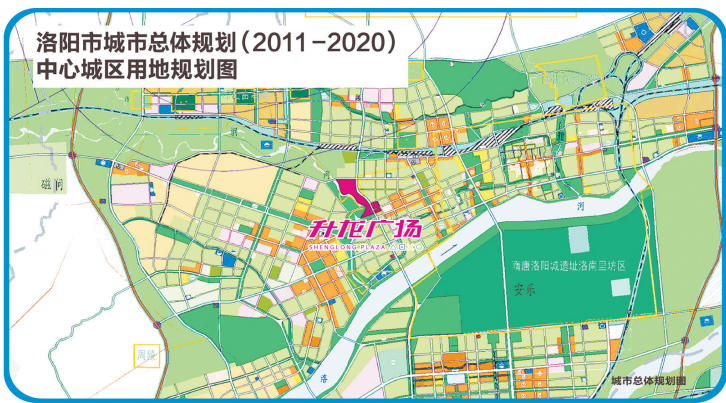 洛阳市城市总体规划(2011-2020)
中心城区用地规划图
磁涧
升龙广场
SHENGLONG PLAZA
河
隋唐洛阳城遗址洛南里坊区
安乐
洛
城市总体规划图